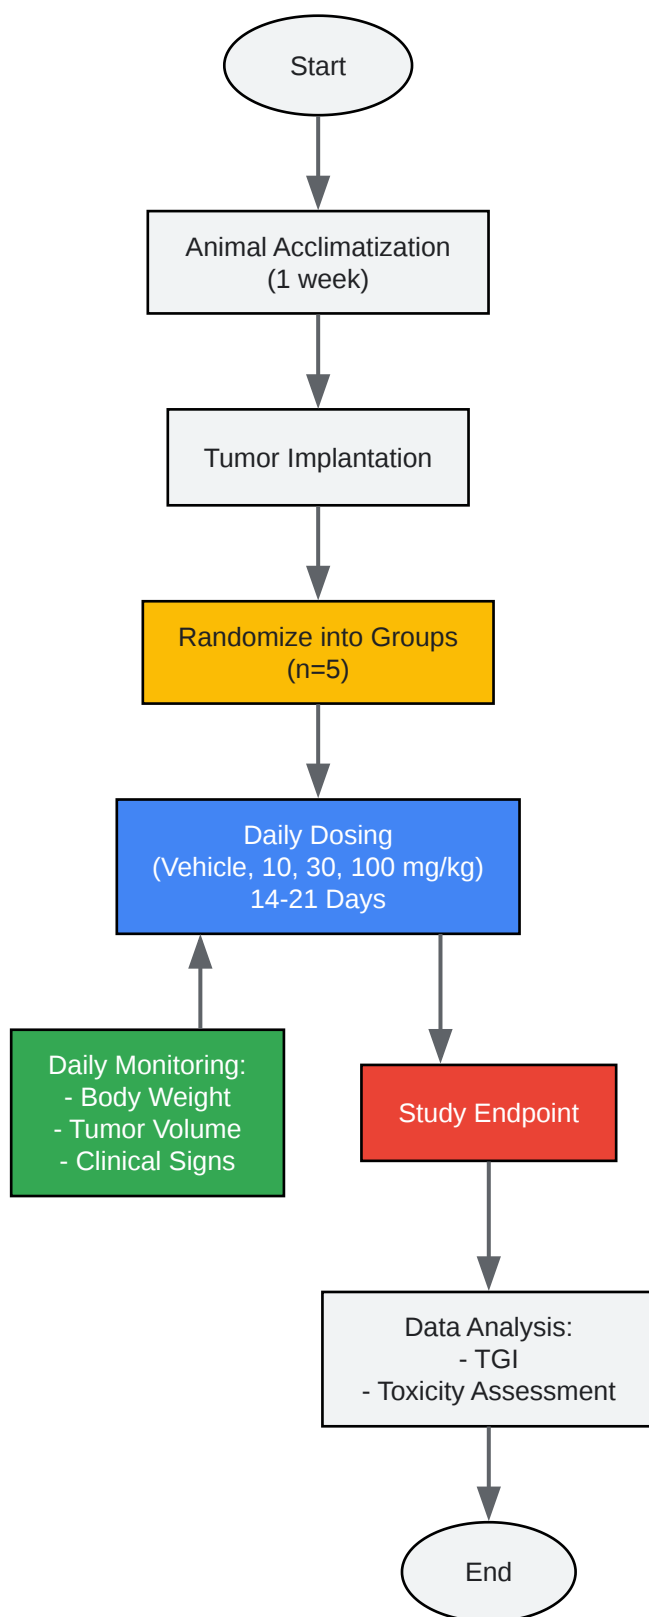 Start
Animal Acclimatization
(1 week)
Tumor Implantation
Randomize into Groups
(n=5)
Daily Dosing
(Vehicle, 10, 30, 100 mg/kg)
14-21 Days
Daily Monitoring:
- Body Weight
- Tumor Volume
- Clinical Signs
Study Endpoint
Data Analysis:
- TGI
- Toxicity Assessment
End